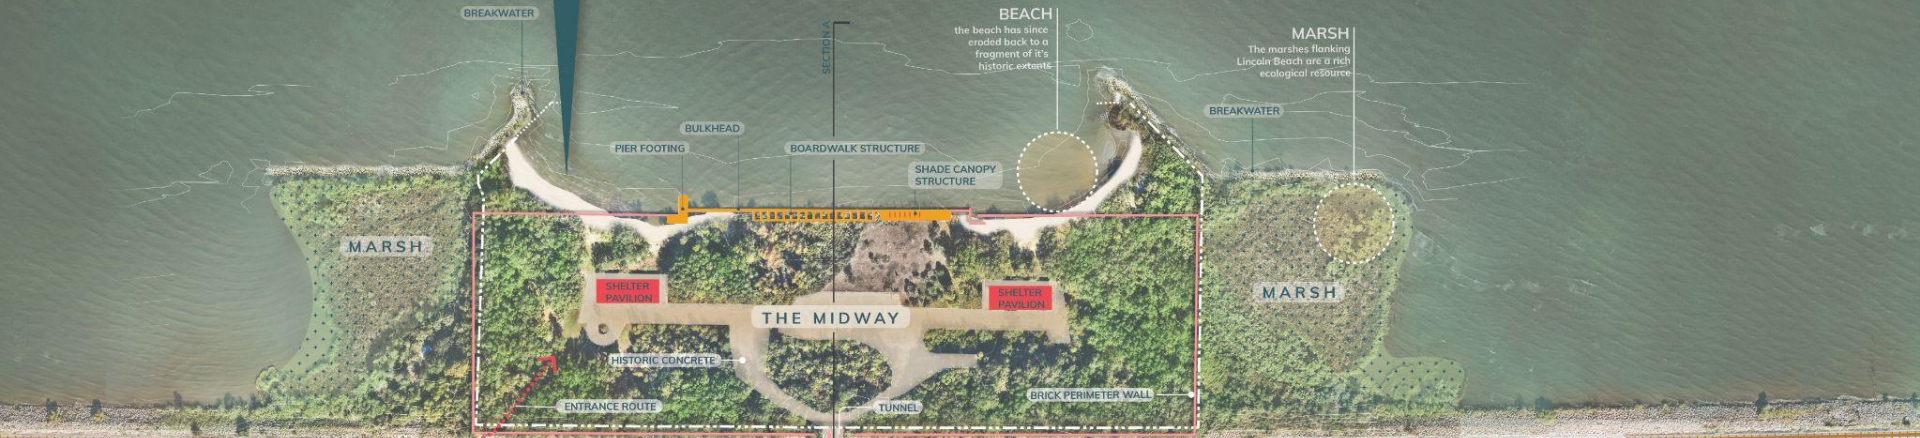 BREAKWATER
SECTION A
BEACH
the beach has since
eroded back to a
fragment of it's
historic extants
MARSH
The marshes flanking
Lincoln Beach are a rich
ecological resource
BREAKWATER
BULKHEAD
PIER FOOTING
BOARDWALK STRUCTURE
SHADE CANOPY
STRUCTURE
MARSH
SHELTER
PAVILION
SHELTER
PAVILION
MARSH
THE MIDWAY
HISTORIC CONCRETE
BRICK PERIMETER WALL
ENTRANCE ROUTE
TUNNEL